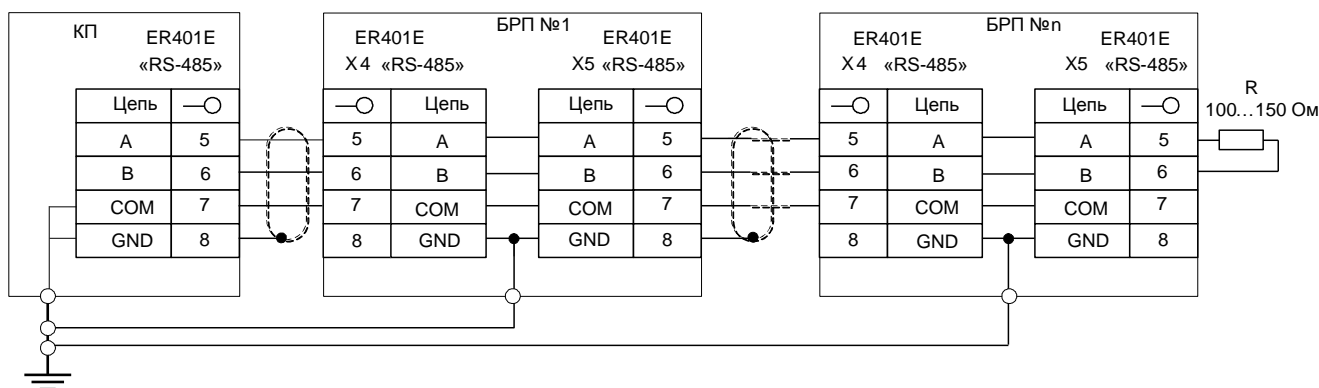 КП
ER401E
«RS-485»
Цепь
A 5
B 6
COM 7
GND 8
БРП №1
ER401E
X4 «RS-485»
Цепь
5 A
6 B
7 COM
8 GND
ER401E
X5 «RS-485»
Цепь
A 5
B 6
COM 7
GND 8
БРП №n
ER401E
X4 «RS-485»
Цепь
5 A
6 B
7 COM
8 GND
ER401E
X5 «RS-485»
Цепь
A 5
B 6
COM 7
GND 8
R
100...150 Ом